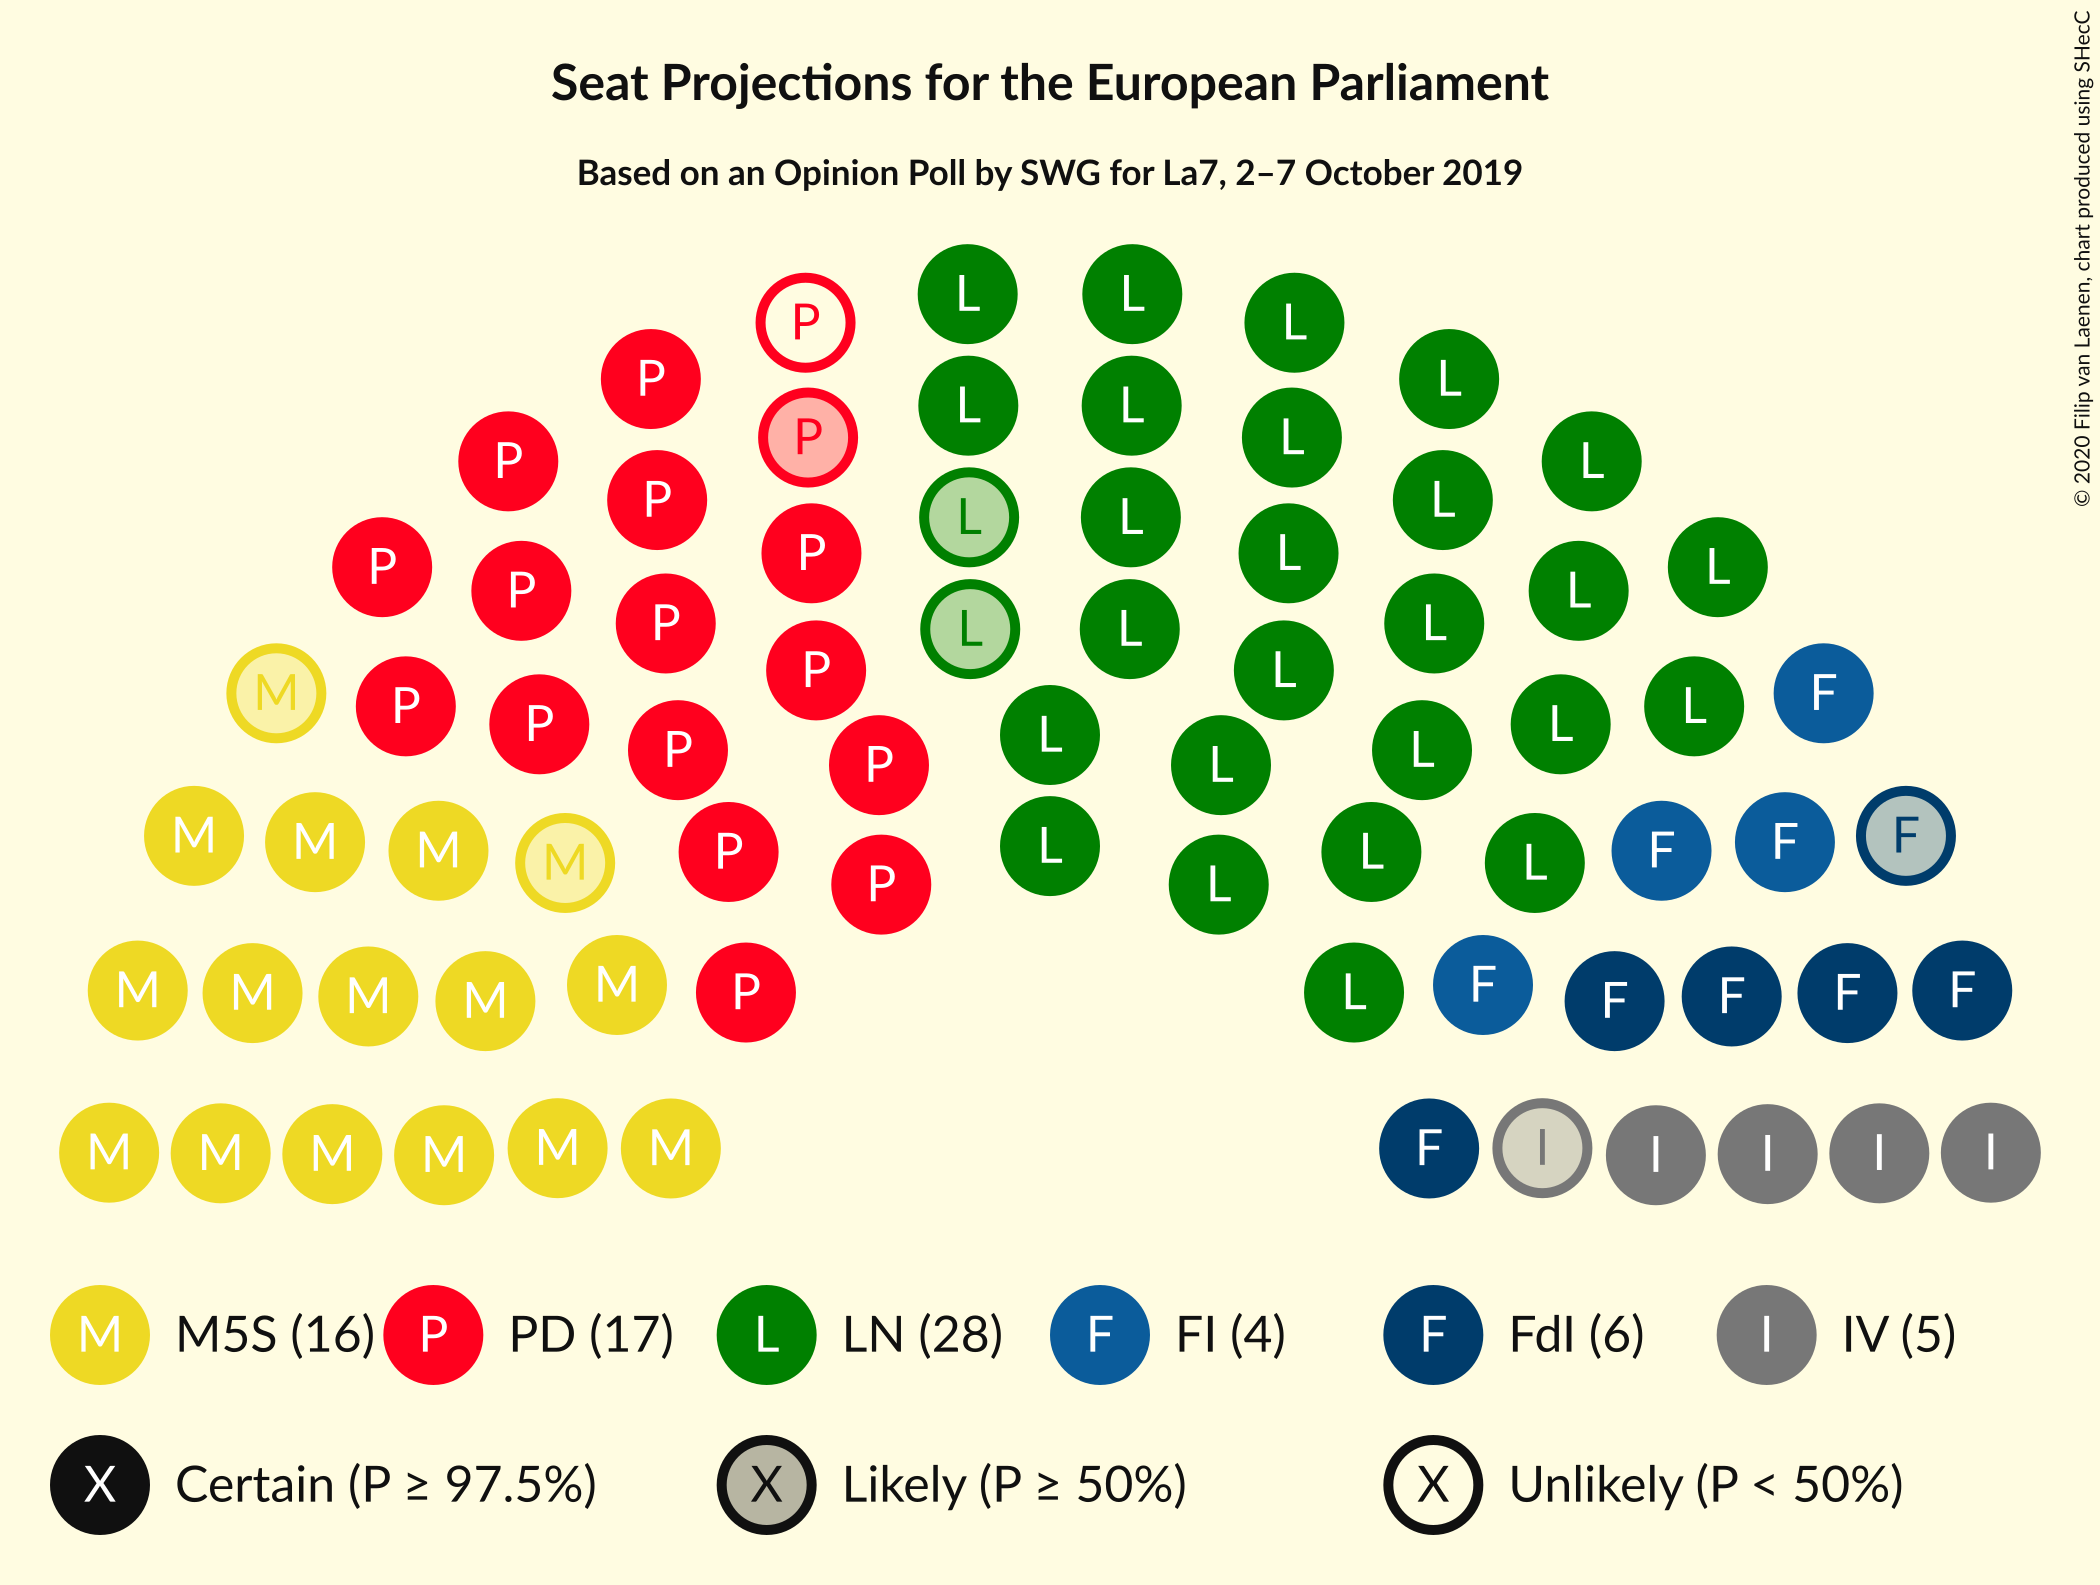 Seat Projections for the European Parliament
Based on an Opinion Poll by SWG for La7, 2–7 October 2019
© 2020 Filip van Laenen, chart produced using SHecC
L L
P L L
P L
L L
P L L
P L
P L L
L L
P P L L
P L
P P L L
L L
M P P L L F
P P L L
L
P L
M M M P L F F F
L
M P L
P L
M M M M M P L F F F F F
M M M M M M F I I I I I
M M5S (16) P PD (17) L LN (28) F FI (4) F FdI (6) I IV (5)
X Certain (P ≥ 97.5%) X Likely (P ≥ 50%) X Unlikely (P < 50%)